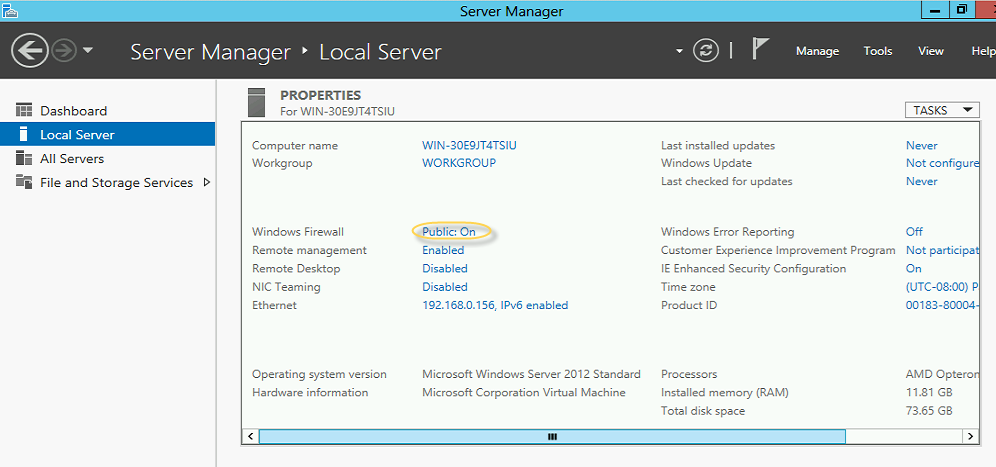 Server Manager
Server Manager ‣ Local Server
Manage Tools View Help
Dashboard
Local Server
All Servers
File and Storage Services
PROPERTIES
For WIN-30E9JT4TSIU
TASKS
Computer name WIN-30E9JT4TSIU Last installed updates Never
Workgroup WORKGROUP Windows Update Not configure
Last checked for updates Never
Windows Firewall Public: On Windows Error Reporting Off
Remote management Enabled Customer Experience Improvement Program Not participat
Remote Desktop Disabled IE Enhanced Security Configuration On
NIC Teaming Disabled Time zone (UTC-08:00) P
Ethernet 192.168.0.156, IPv6 enabled Product ID 00183-80004-
Operating system version Microsoft Windows Server 2012 Standard Processors AMD Opteron
Hardware information Microsoft Corporation Virtual Machine Installed memory (RAM) 11.81 GB
Total disk space 73.65 GB